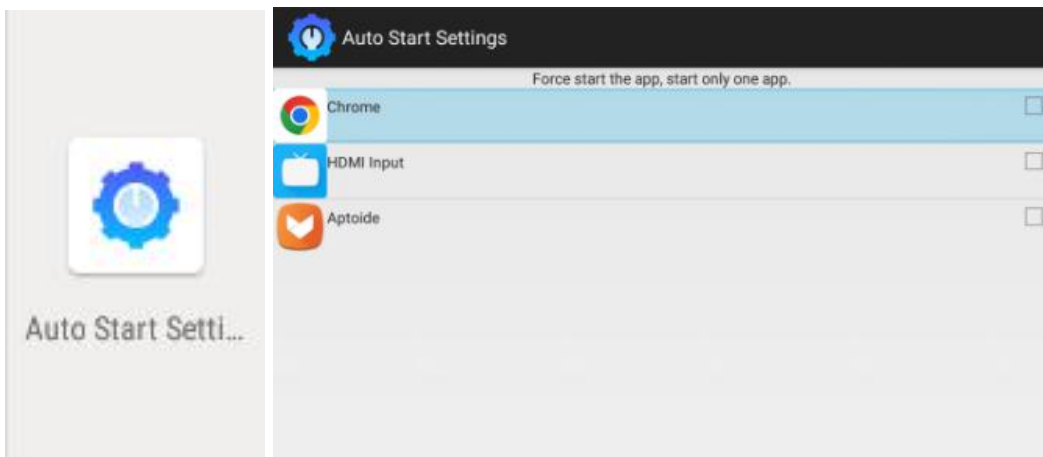 Auto Start Setti...
Auto Start Settings
Force start the app, start only one app.
Chrome
HDMI Input
Aptoide